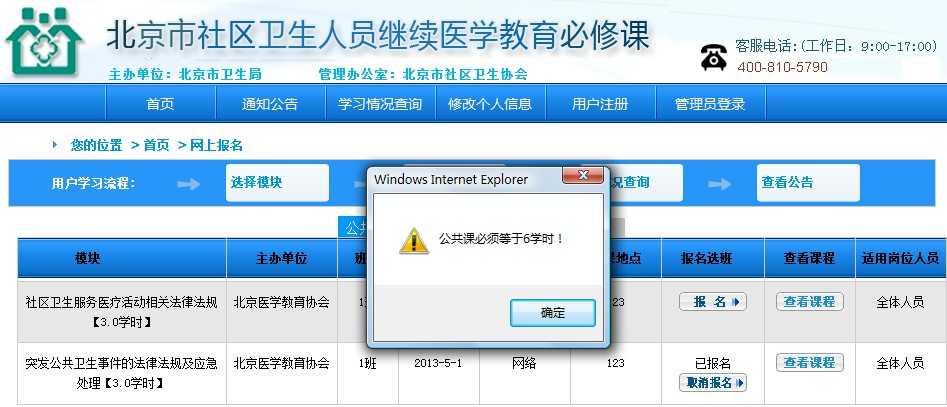 北京市社区卫生人员继续医学教育必修课
客服电话:(工作日: 9:00-17:00)
400-810-5790
主办单位：北京市卫生局 管理办公室：北京市社区卫生协会
首页 通知公告 学习情况查询 修改个人信息 用户注册 管理员登录
您的位置 >首页 >网上报名
用户学习流程： 选择模块 况查询 查看公告
Windows Internet Explorer
公共课必须等于6学时！
确定
公共
模块 主办单位 班 地点 报名选班 查看课程 适用岗位人员
社区卫生服务医疗活动相关法律法规
【3.0学时】
北京医学教育协会 1班 123 报 名 查看课程 全体人员
突发公共卫生事件的法律法规及应急
处理【3.0学时】
北京医学教育协会 1班 2013-5-1 网络 123 已报名 查看课程 全体人员
取消报名